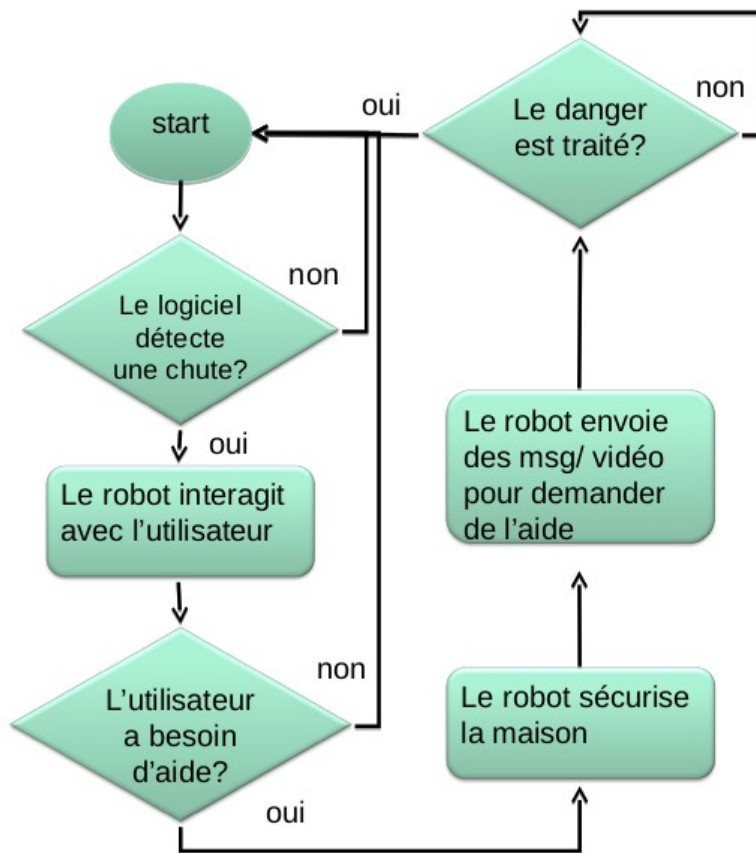 start
Le logiciel
détecte
une chute?
non
oui
Le robot interagit
avec l’utilisateur
L’utilisateur
a besoin
d’aide?
non
oui
Le robot sécurise
la maison
Le robot envoie
des msg/ vidéo
pour demander
de l’aide
Le danger
est traité?
oui
non